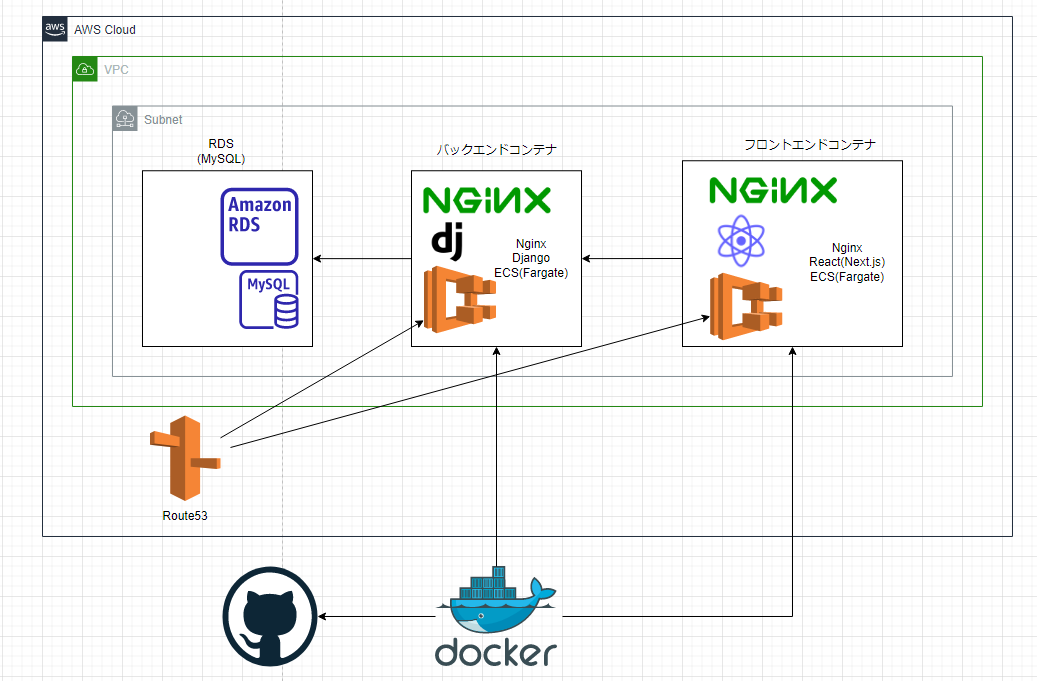 aws
AWS Cloud
VPC
Subnet
RDS
(MySQL)
Amazon
RDS
MySQL
バックエンドコンテナ
NGiNX
dj
Nginx
Django
ECS(Fargate)
フロントエンドコンテナ
NGiNX
Nginx
React(Next.js)
ECS(Fargate)
Route53
docker